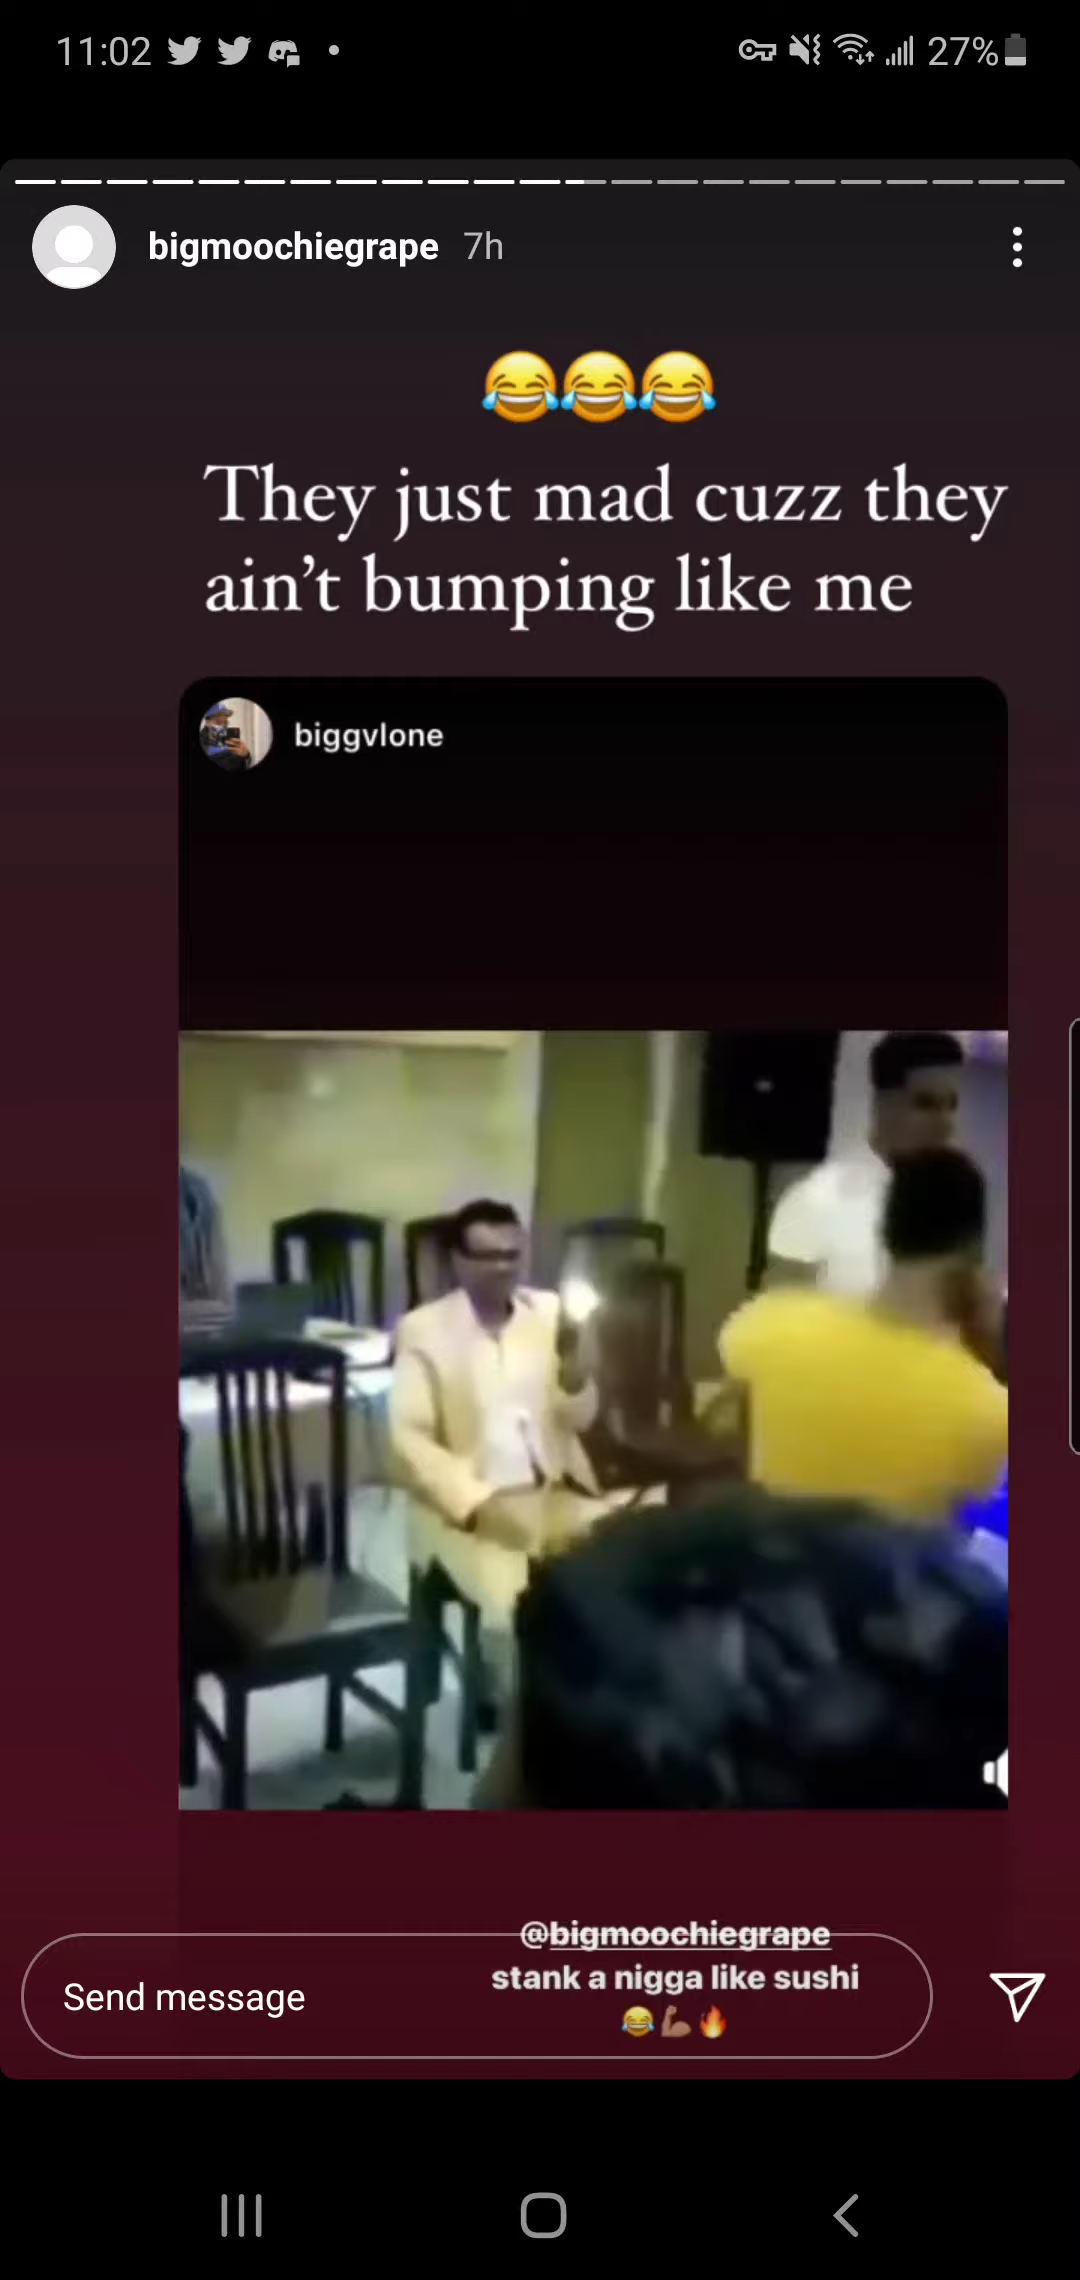 11:02
27%
bigmoochiegrape 7h
😂😂😂
They just mad cuzz they
ain't bumping like me
biggvlone
@bigmoochiegrape
stank a nigga like sushi
😂💪🏽🔥
Send message